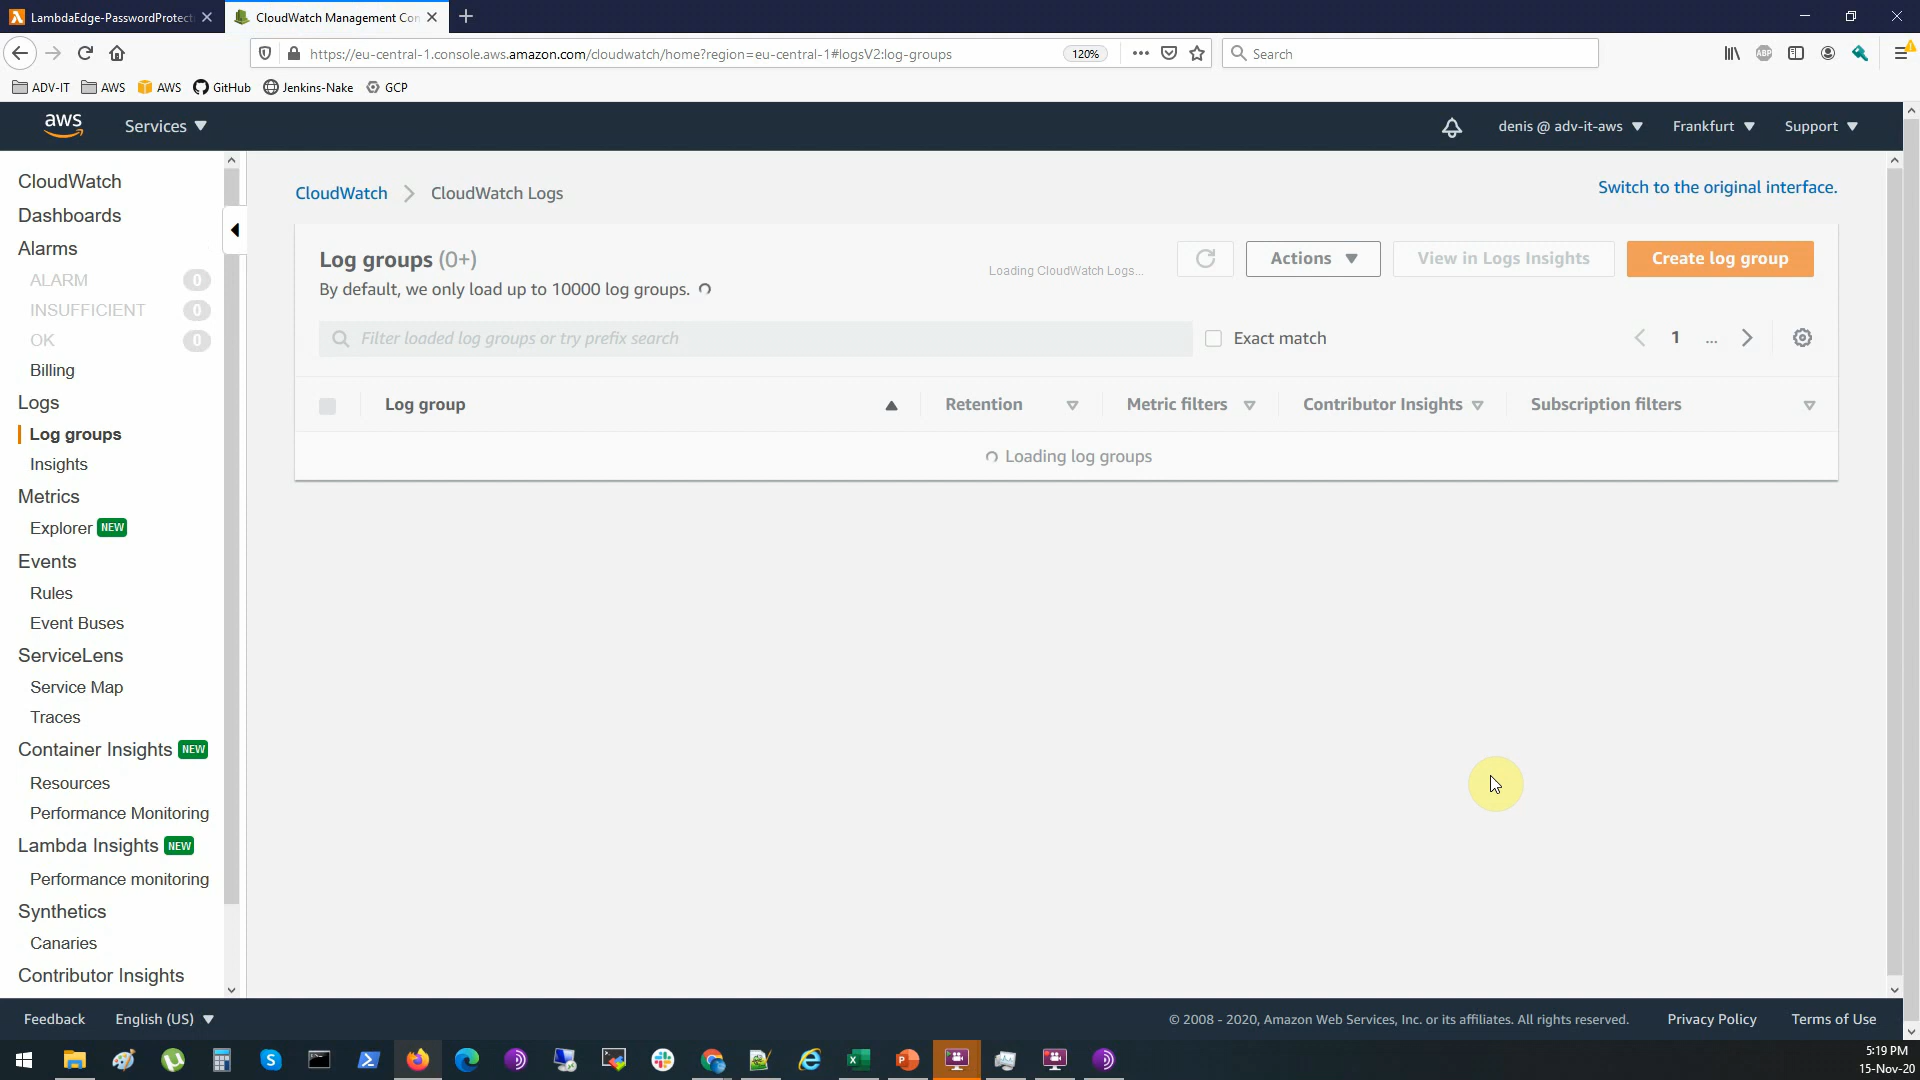 LambdaEdge-PasswordProtect
CloudWatch Management Con
https://eu-central-1.console.aws.amazon.com/cloudwatch/home?region=eu-central-1#logsV2:log-groups
120%
Search
ADV-IT
AWS
AWS
GitHub
Jenkins-Nake
GCP
aws
Services
denis @ adv-it-aws
Frankfurt
Support
CloudWatch
Dashboards
Alarms
ALARM 0
INSUFFICIENT 0
OK 0
Billing
Logs
Log groups
Insights
Metrics
Explorer NEW
Events
Rules
Event Buses
ServiceLens
Service Map
Traces
Container Insights NEW
Resources
Performance Monitoring
Lambda Insights NEW
Performance monitoring
Synthetics
Canaries
Contributor Insights
CloudWatch
CloudWatch Logs
Switch to the original interface.
Log groups (0+)
By default, we only load up to 10000 log groups.
Loading CloudWatch Logs...
Actions
View in Logs Insights
Create log group
Filter loaded log groups or try prefix search
Exact match
1 ...
Log group
Retention
Metric filters
Contributor Insights
Subscription filters
Loading log groups
Feedback
English (US)
© 2008 - 2020, Amazon Web Services, Inc. or its affiliates. All rights reserved.
Privacy Policy
Terms of Use
5:19 PM
15-Nov-20